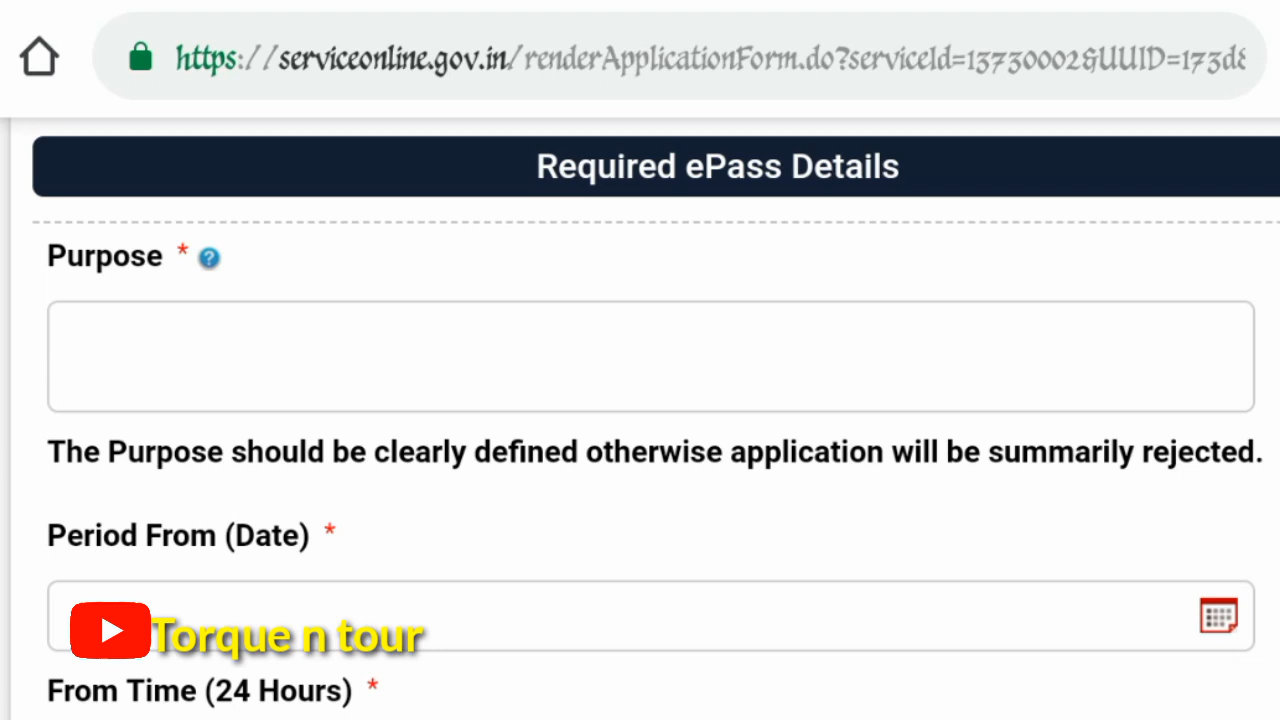 https://serviceonline.gov.in/renderApplicationForm.do?serviceId=13730002&UUID=173d8
Required ePass Details
Purpose *
The Purpose should be clearly defined otherwise application will be summarily rejected.
Period From (Date) *
Torque n tour
From Time (24 Hours) *